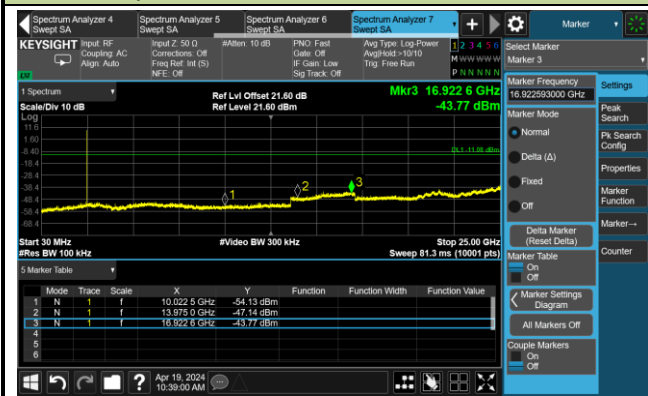 Spectrum Analyzer 4
Swept SA
Spectrum Analyzer 5
Swept SA
Spectrum Analyzer 6
Swept SA
Spectrum Analyzer 7
Swept SA
Marker
KEYSIGHT
Input: RF
Coupling: AC
Align: Auto
Input Z: 50 Ω
Corrections: Off
Freq Ref: Int (S)
NFE: Off
#Atten: 10 dB
PNO: Fast
Gate: Off
IF Gain: Low
Sig Track: Off
Avg Type: Log-Power
Avg|Hold:>10/10
Trig: Free Run
1 2 3 4 5 6
M W W W W W
P N N N N N
Select Marker
Marker 3
1 Spectrum
Scale/Div 10 dB
Ref Lvl Offset 21.60 dB
Ref Level 21.60 dBm
Mkr3 16.922 6 GHz
-43.77 dBm
Log
11.6
1.60
-8.40
-18.4
-28.4
-38.4
-48.4
-58.4
-68.4
DL1 -11.00 dBm
1
2
3
Start 30 MHz
#Res BW 100 kHz
#Video BW 300 kHz
Stop 25.00 GHz
Sweep 81.3 ms (10001 pts)
5 Marker Table
Mode Trace Scale X Y Function Function Width Function Value
1 N 1 f 10.022 5 GHz -54.13 dBm
2 N 1 f 13.975 0 GHz -47.14 dBm
3 N 1 f 16.922 6 GHz -43.77 dBm
4
5
6
Marker Frequency
16.922593000 GHz
Marker Mode
Normal
Delta (Δ)
Fixed
Off
Delta Marker
(Reset Delta)
Marker Table
On
Off
Marker Settings
Diagram
All Markers Off
Couple Markers
On
Off
Settings
Peak
Search
Pk Search
Config
Properties
Marker
Function
Marker→
Counter
?
Apr 19, 2024
10:39:00 AM